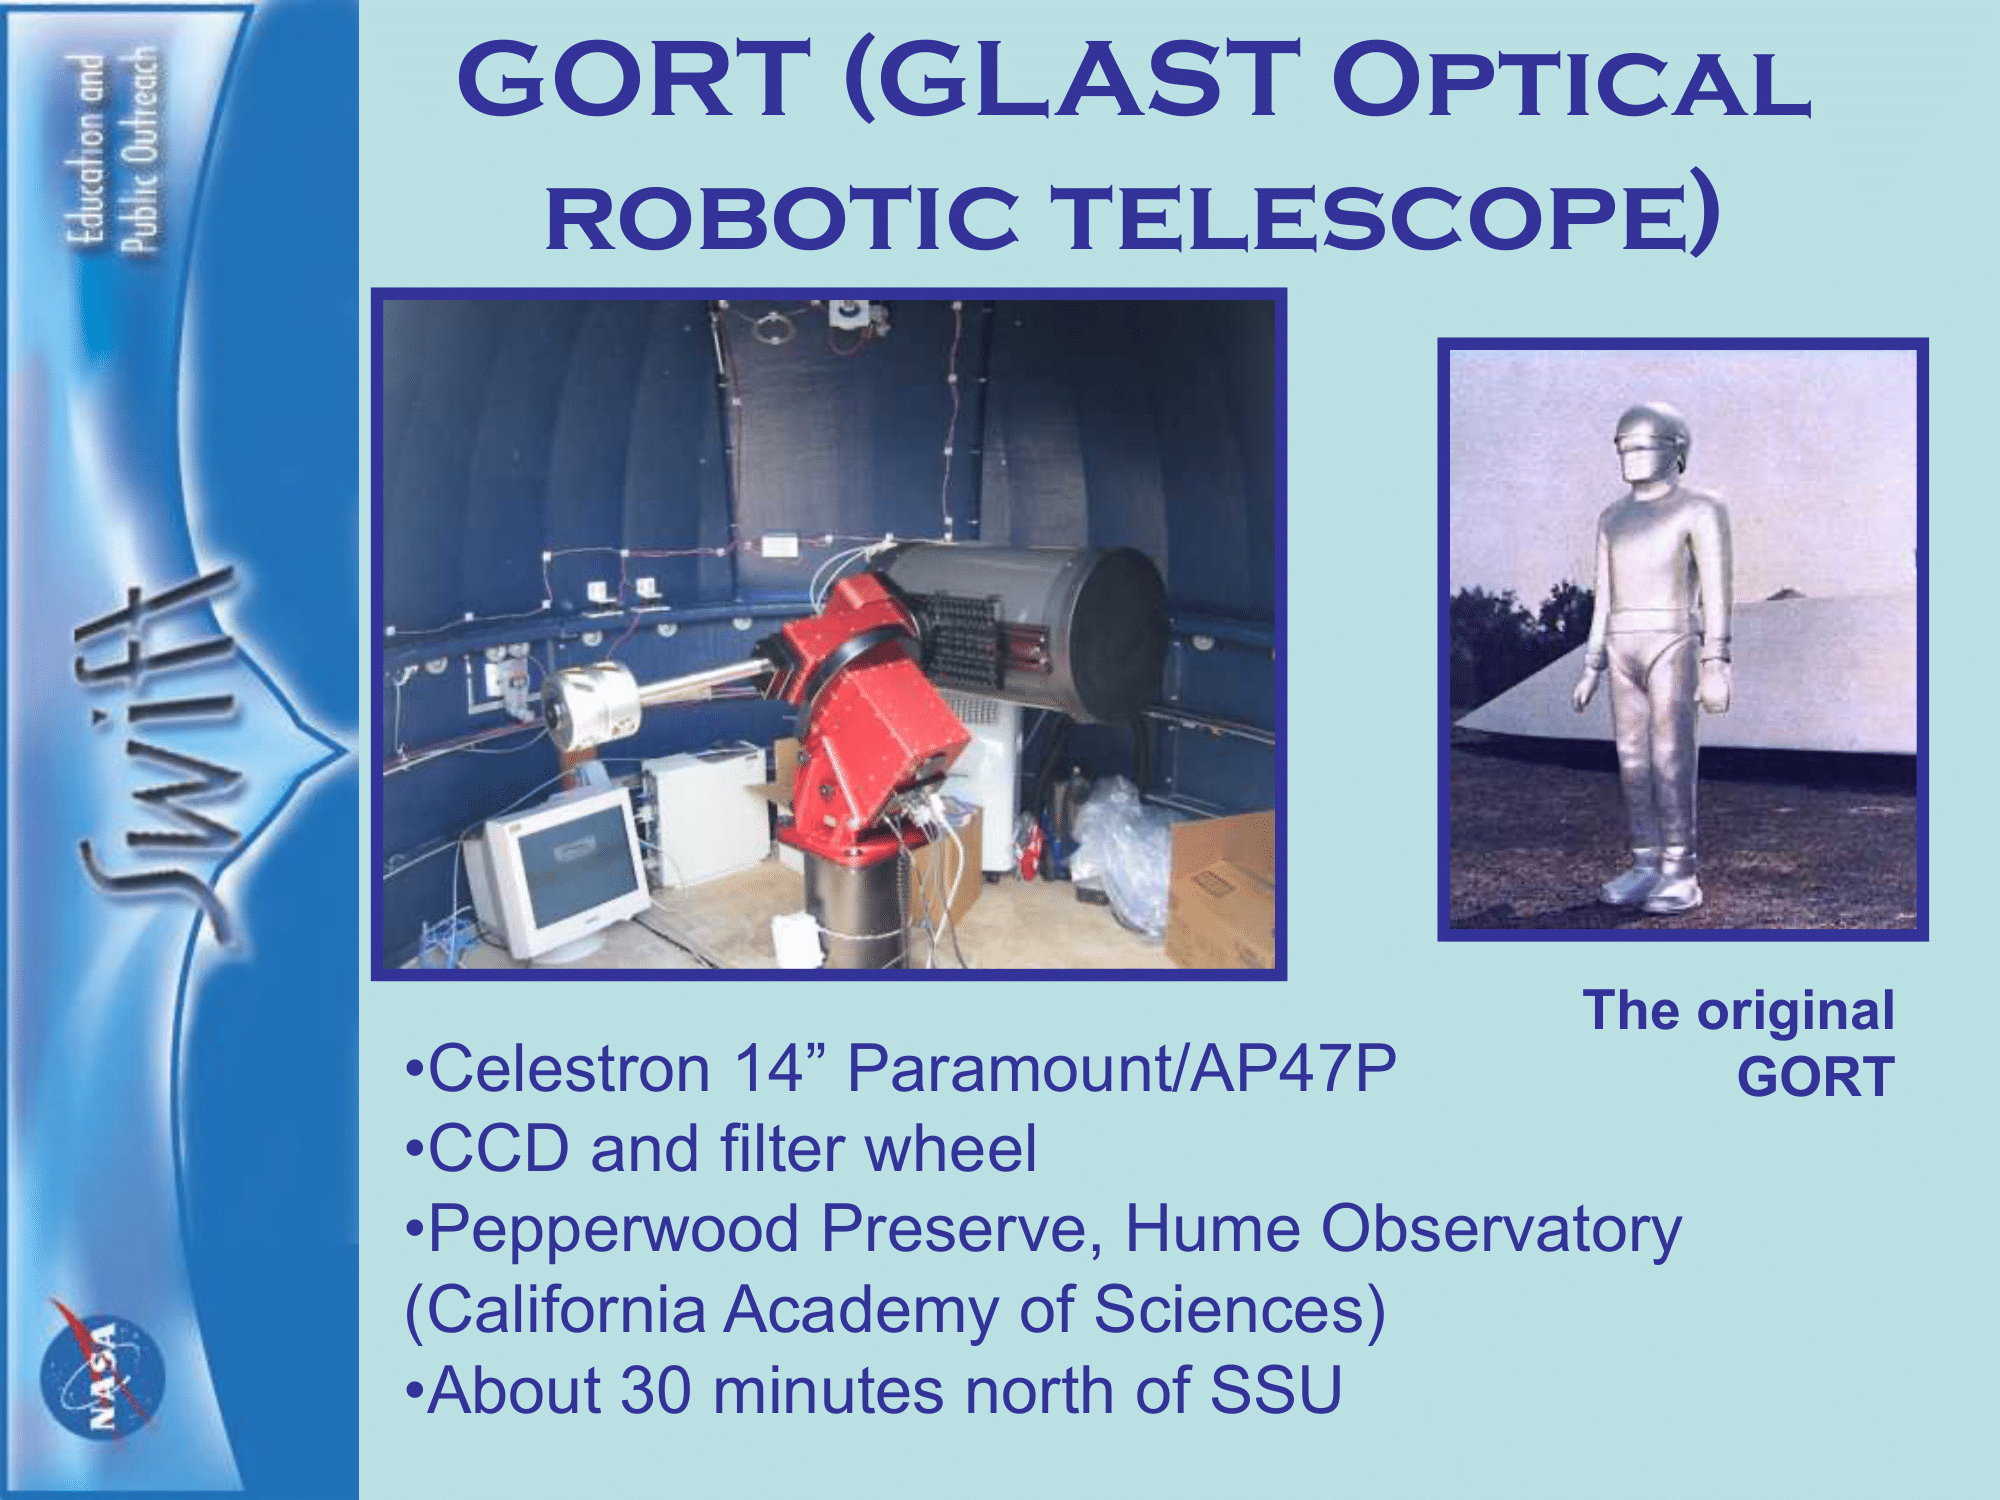 Education and
Public Outreach
Swift
NASA
GORT (GLAST Optical
robotic telescope)
The original
GORT
•Celestron 14” Paramount/AP47P
•CCD and filter wheel
•Pepperwood Preserve, Hume Observatory
(California Academy of Sciences)
•About 30 minutes north of SSU